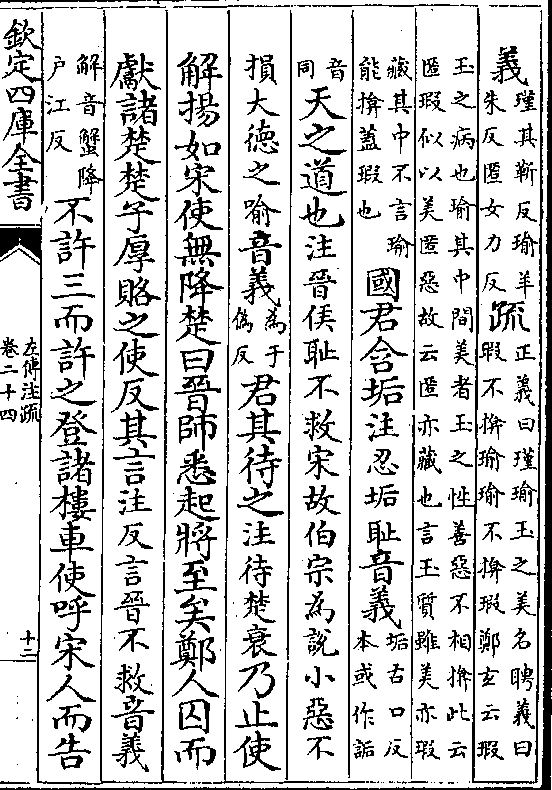 義瑾其靳反瑜羊
朱反匿女力反疏正義曰瑾瑜玉之美名聘義曰
瑕不揜瑜瑜不揜瑕鄭玄云瑕
玉之病也瑜其中間美者玉之性善惡不相揜此云
匿瑕似以美匿惡故云匿亦藏也言玉質雖美亦瑕
藏其中不言瑜
能揜蓋瑕也國君含垢注忍垢耻音義垢古口反
本或作詬
音
同天之道也注晉侯耻不救宋故伯宗為說小惡不
損大德之喻音義為于
偽反君其待之注待楚衰乃止使
解揚如宋使無降楚曰晉師悉起將至矣鄭人囚而
獻諸楚楚子厚賂之使反其言注反言晉不救音義
解音蟹降
戶江反不許三而許之登諸樓車使呼宋人而告
欽定四庫全書
左傳注疏
卷二十四
十二